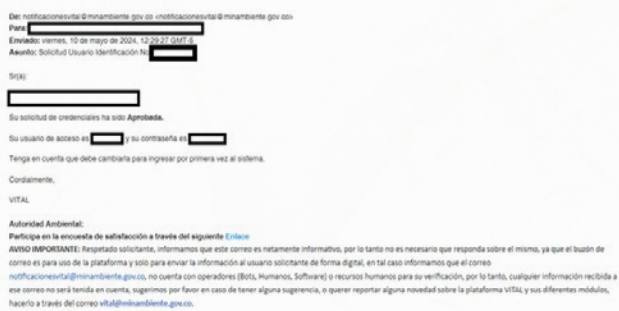 De: notificacionesvital@minambiente.gov.co <notificacionesvital@minambiente.gov.co>
Para:
Enviado: viernes, 10 de mayo de 2024, 12:29:27 GMT-5
Asunto: Solicitud Usuario Identificación No
Sr(a):
Su solicitud de credenciales ha sido Aprobada.
Su usuario de acceso es y su contraseña es
Tenga en cuenta que debe cambiarla para ingresar por primera vez al sistema.
Cordialmente,
VITAL
Autoridad Ambiental:
Participa en la encuesta de satisfacción a través del siguiente Enlace
AVISO IMPORTANTE: Respetado solicitante, informamos que este correo es netamente informativo, por lo tanto no es necesario que responda sobre el mismo, ya que el buzón de
correo es para uso de la plataforma y solo para enviar la información al usuario solicitante de forma digital, en tal caso informamos que el correo
notificacionesvital@minambiente.gov.co, no cuenta con operadores (Bots, Humanos, Software) o recursos humanos para su verificación, por lo tanto, cualquier información recibida a
ese correo no será tenida en cuenta, sugerimos por favor en caso de tener alguna sugerencia, o querer reportar alguna novedad sobre la plataforma VITAL y sus diferentes módulos,
hacerlo a través del correo vital@minambiente.gov.co.